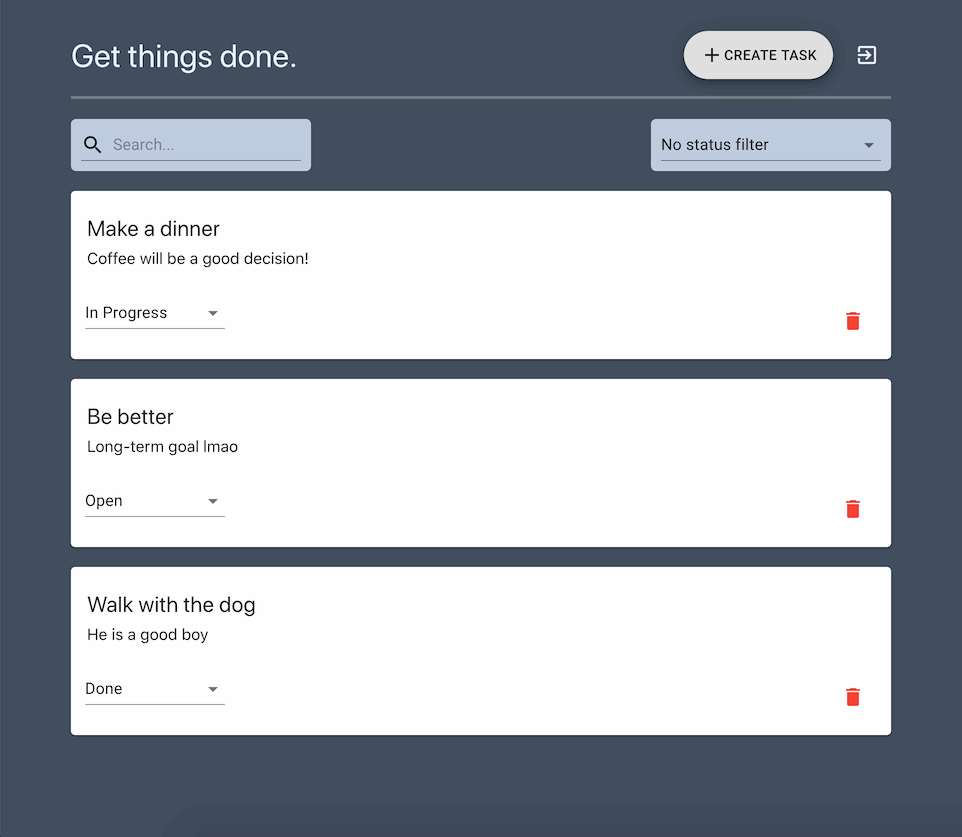 Get things done.
CREATE TASK
Search...
No status filter
Make a dinner
Coffee will be a good decision!
In Progress
Be better
Long-term goal lmao
Open
Walk with the dog
He is a good boy
Done